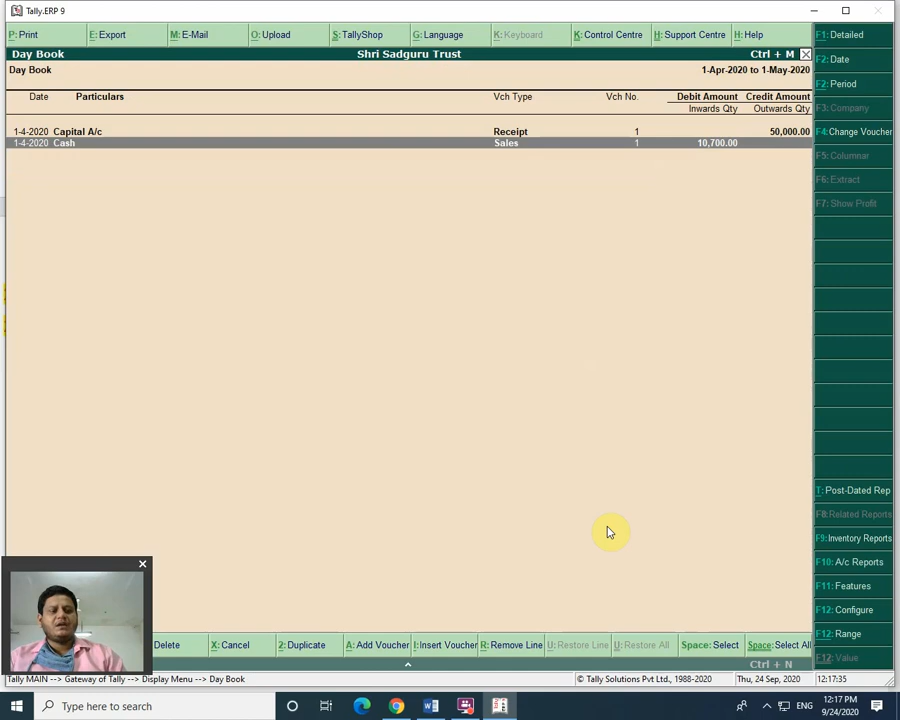 Tally.ERP 9
P: Print E: Export M: E-Mail O: Upload S: TallyShop G: Language K: Keyboard K: Control Centre H: Support Centre H: Help
Day Book Shri Sadguru Trust Ctrl + M
Day Book 1-Apr-2020 to 1-May-2020
Date Particulars Vch Type Vch No. Debit Amount Credit Amount
Inwards Qty Outwards Qty
1-4-2020 Capital A/c Receipt 1 50,000.00
1-4-2020 Cash Sales 1 10,700.00
F1: Detailed
F2: Date
F2: Period
F3: Company
F4: Change Voucher
F5: Columnar
F6: Extract
F7: Show Profit
T: Post-Dated Rep
F8: Related Reports
F9: Inventory Reports
F10: A/c Reports
F11: Features
F12: Configure
F12: Range
F12: Value
Delete X: Cancel 2: Duplicate A: Add Voucher I: Insert Voucher R: Remove Line U: Restore Line U: Restore All Space: Select Space: Select All
Ctrl + N
Tally MAIN --> Gateway of Tally --> Display Menu --> Day Book © Tally Solutions Pvt Ltd., 1988-2020 Thu, 24 Sep, 2020 12:17:35
Type here to search ENG 12:17 PM
9/24/2020